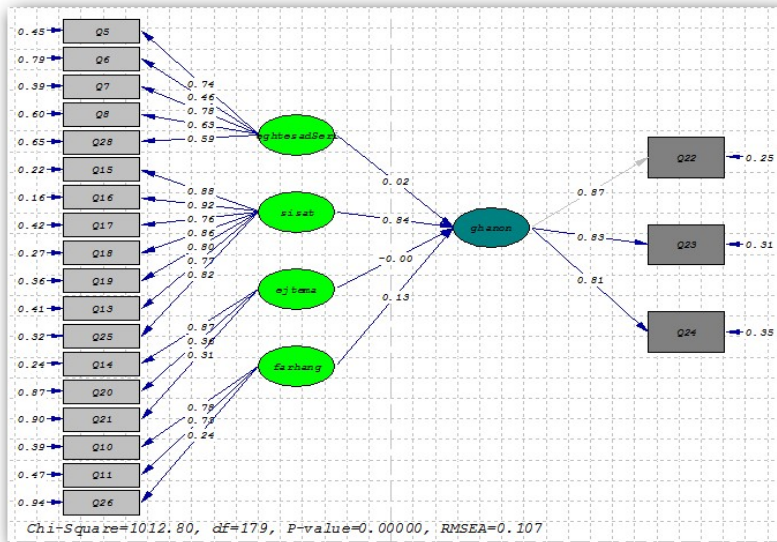 0.45 Q5
0.79 Q6
0.39 Q7
0.60 Q8
0.65 Q28
0.22 Q15
0.16 Q16
0.42 Q17
0.27 Q18
0.36 Q19
0.41 Q13
0.32 Q25
0.24 Q14
0.87 Q20
0.90 Q21
0.39 Q10
0.47 Q11
0.94 Q26
0.74
0.46
0.78
0.63
0.59
0.88
0.92
0.76
0.86
0.80
0.77
0.82
0.87
0.36
0.31
0.78
0.73
0.24
sisat
ejtema
farhang
0.02
0.84
-0.00
0.13
ghanon
0.87
0.83
0.81
Q22 0.25
Q23 0.31
Q24 0.35
Chi-Square=1012.80, df=179, P-value=0.00000, RMSEA=0.107